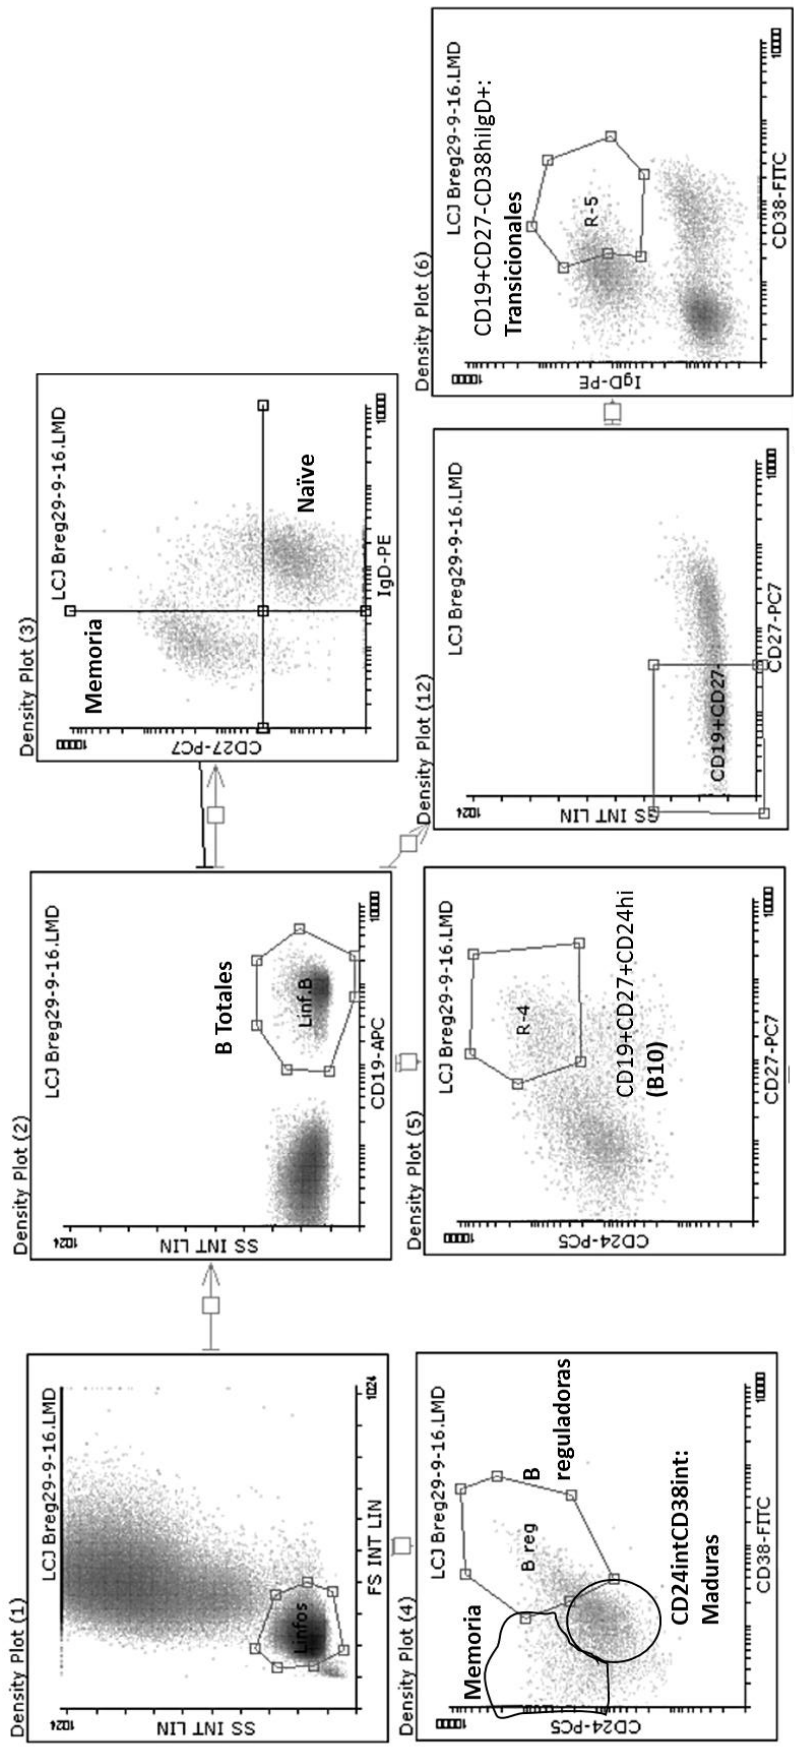 Density Plot (1)
LCJ Breg29-9-16.LMD
1024
SS INT LIN
Linfos
FS INT LIN
1024
Density Plot (2)
LCJ Breg29-9-16.LMD
1024
SS INT LIN
B Totales
Linf.B
CD19-APC
Density Plot (3)
LCJ Breg29-9-16.LMD
Memoria
CD27-PC7
Naïve
IgD-PE
Density Plot (4)
LCJ Breg29-9-16.LMD
Memoria
B reg
B
reguladoras
CD24-PC5
CD24intCD38int:
Maduras
CD38-FITC
Density Plot (5)
LCJ Breg29-9-16.LMD
R-4
CD24-PC5
CD19+CD27+CD24hi
(B10)
CD27-PC7
Density Plot (12)
LCJ Breg29-9-16.LMD
1024
SS INT LIN
CD19+CD27-
CD27-PC7
Density Plot (6)
LCJ Breg29-9-16.LMD
CD19+CD27-CD38hiIgD+:
Transicionales
R-5
IgD-PE
CD38-FITC